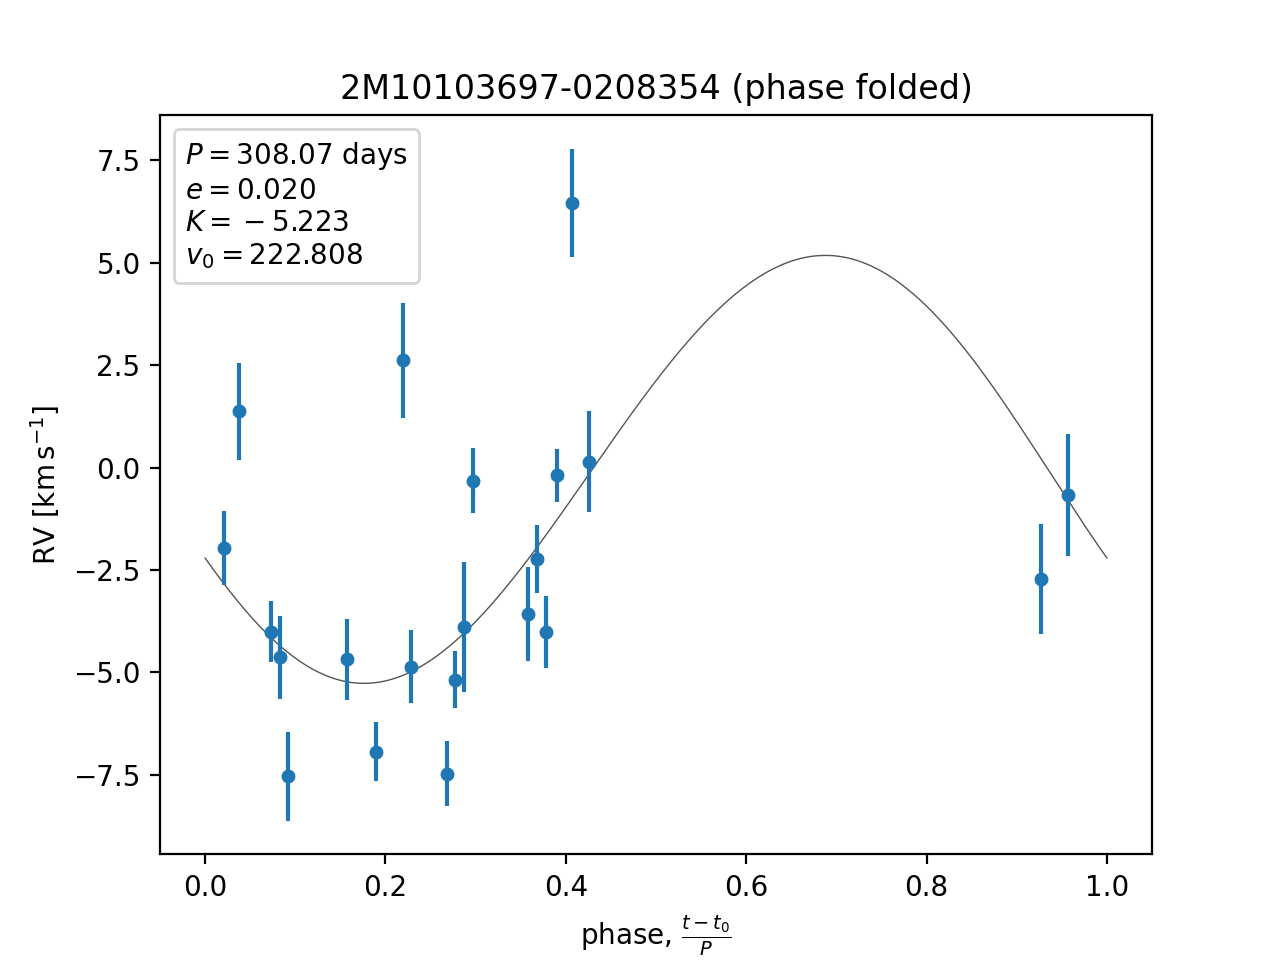 2M10103697-0208354 (phase folded)
P = 308.07 days
e = 0.020
K = −5.223
v₀ = 222.808
7.5
5.0
2.5
0.0
−2.5
−5.0
−7.5
RV [km s⁻¹]
0.0 0.2 0.4 0.6 0.8 1.0
phase, (t − t₀)/P